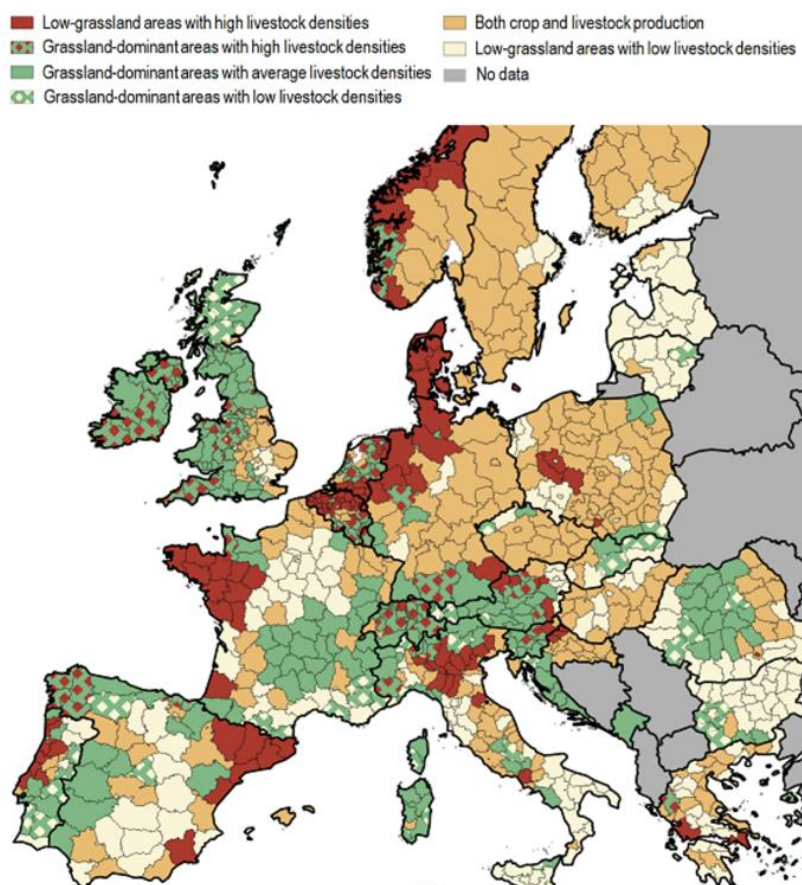 Low-grassland areas with high livestock densities
Grassland-dominant areas with high livestock densities
Grassland-dominant areas with average livestock densities
Grassland-dominant areas with low livestock densities
Both crop and livestock production
Low-grassland areas with low livestock densities
No data